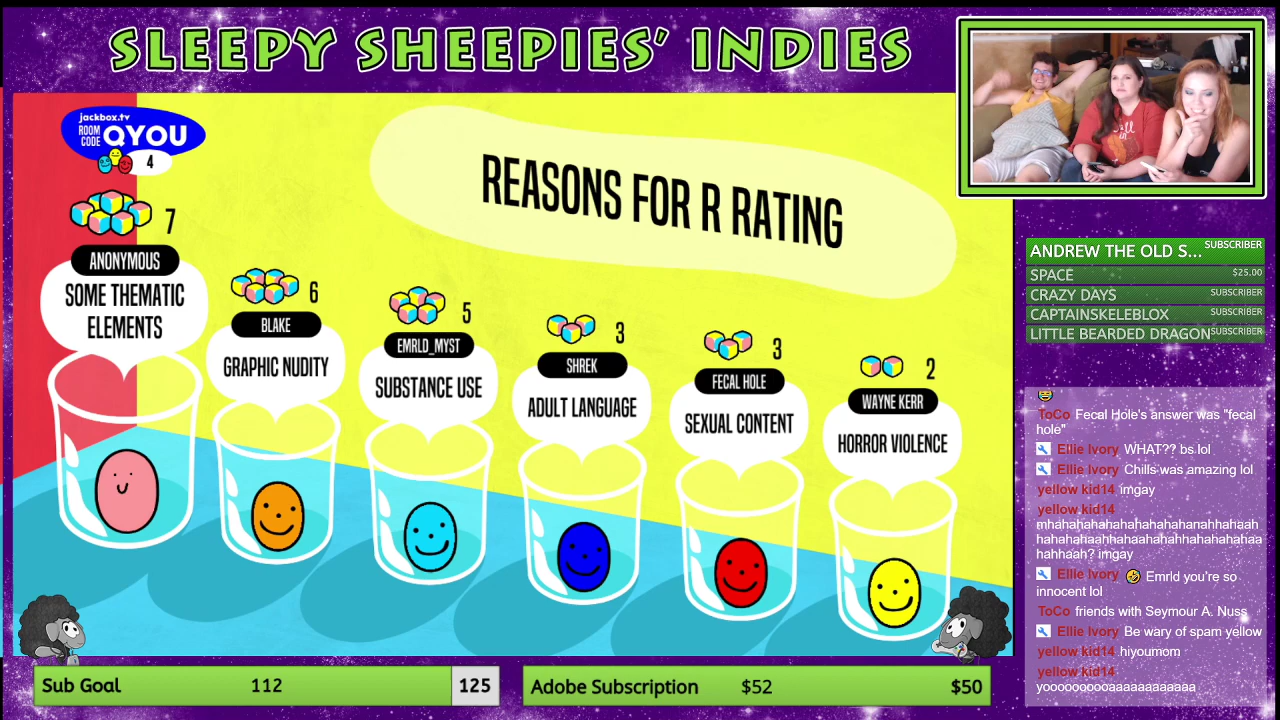 SLEEPY SHEEPIES' INDIES
jackbox.tv
ROOM
CODE
QYOU
4
REASONS FOR R RATING
7
ANONYMOUS
SOME THEMATIC
ELEMENTS
6
BLAKE
GRAPHIC NUDITY
5
EMRLD_MYST
SUBSTANCE USE
3
SHREK
ADULT LANGUAGE
3
FECAL HOLE
SEXUAL CONTENT
2
WAYNE KERR
HORROR VIOLENCE
ANDREW THE OLD S... SUBSCRIBER
SPACE $25.00
CRAZY DAYS SUBSCRIBER
CAPTAINSKELEBLOX SUBSCRIBER
LITTLE BEARDED DRAGON SUBSCRIBER
ToCo Fecal Hole's answer was "fecal
hole"
Ellie Ivory WHAT?? bs lol
Ellie Ivory Chills was amazing lol
yellow kid14 imgay
yellow kid14
mhahahahahahahahahanahhahaah
hahahahaahhahaahahahhahahahahaa
hahhaah? imgay
Ellie Ivory Emrld you're so
innocent lol
ToCo friends with Seymour A. Nuss
Ellie Ivory Be wary of spam yellow
yellow kid14 hiyoumom
yellow kid14
yoooooooooaaaaaaaaaaaa
Sub Goal 112 125
Adobe Subscription $52 $50